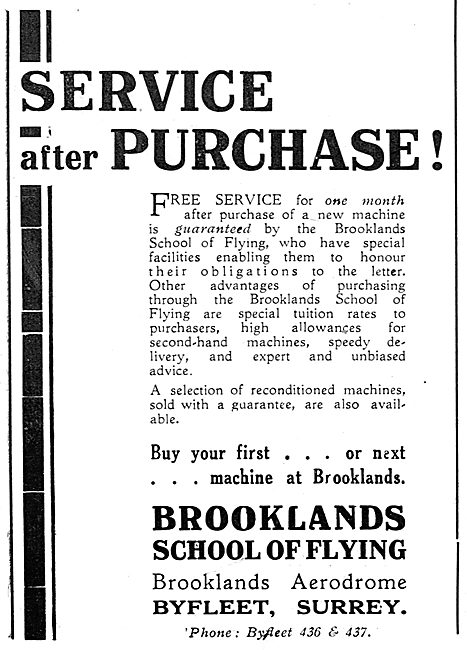 SERVICE
after PURCHASE!
FREE SERVICE for one month
after purchase of a new machine
is guaranteed by the Brooklands
School of Flying, who have special
facilities enabling them to honour
their obligations to the letter.
Other advantages of purchasing
through the Brooklands School of
Flying are special tuition rates to
purchasers, high allowances for
second-hand machines, speedy de-
livery, and expert and unbiased
advice.
A selection of reconditioned machines,
sold with a guarantee, are also avail-
able.
Buy your first . . . or next
. . . machine at Brooklands.
BROOKLANDS
SCHOOL OF FLYING
Brooklands Aerodrome
BYFLEET, SURREY.
'Phone: Byfleet 436 & 437.